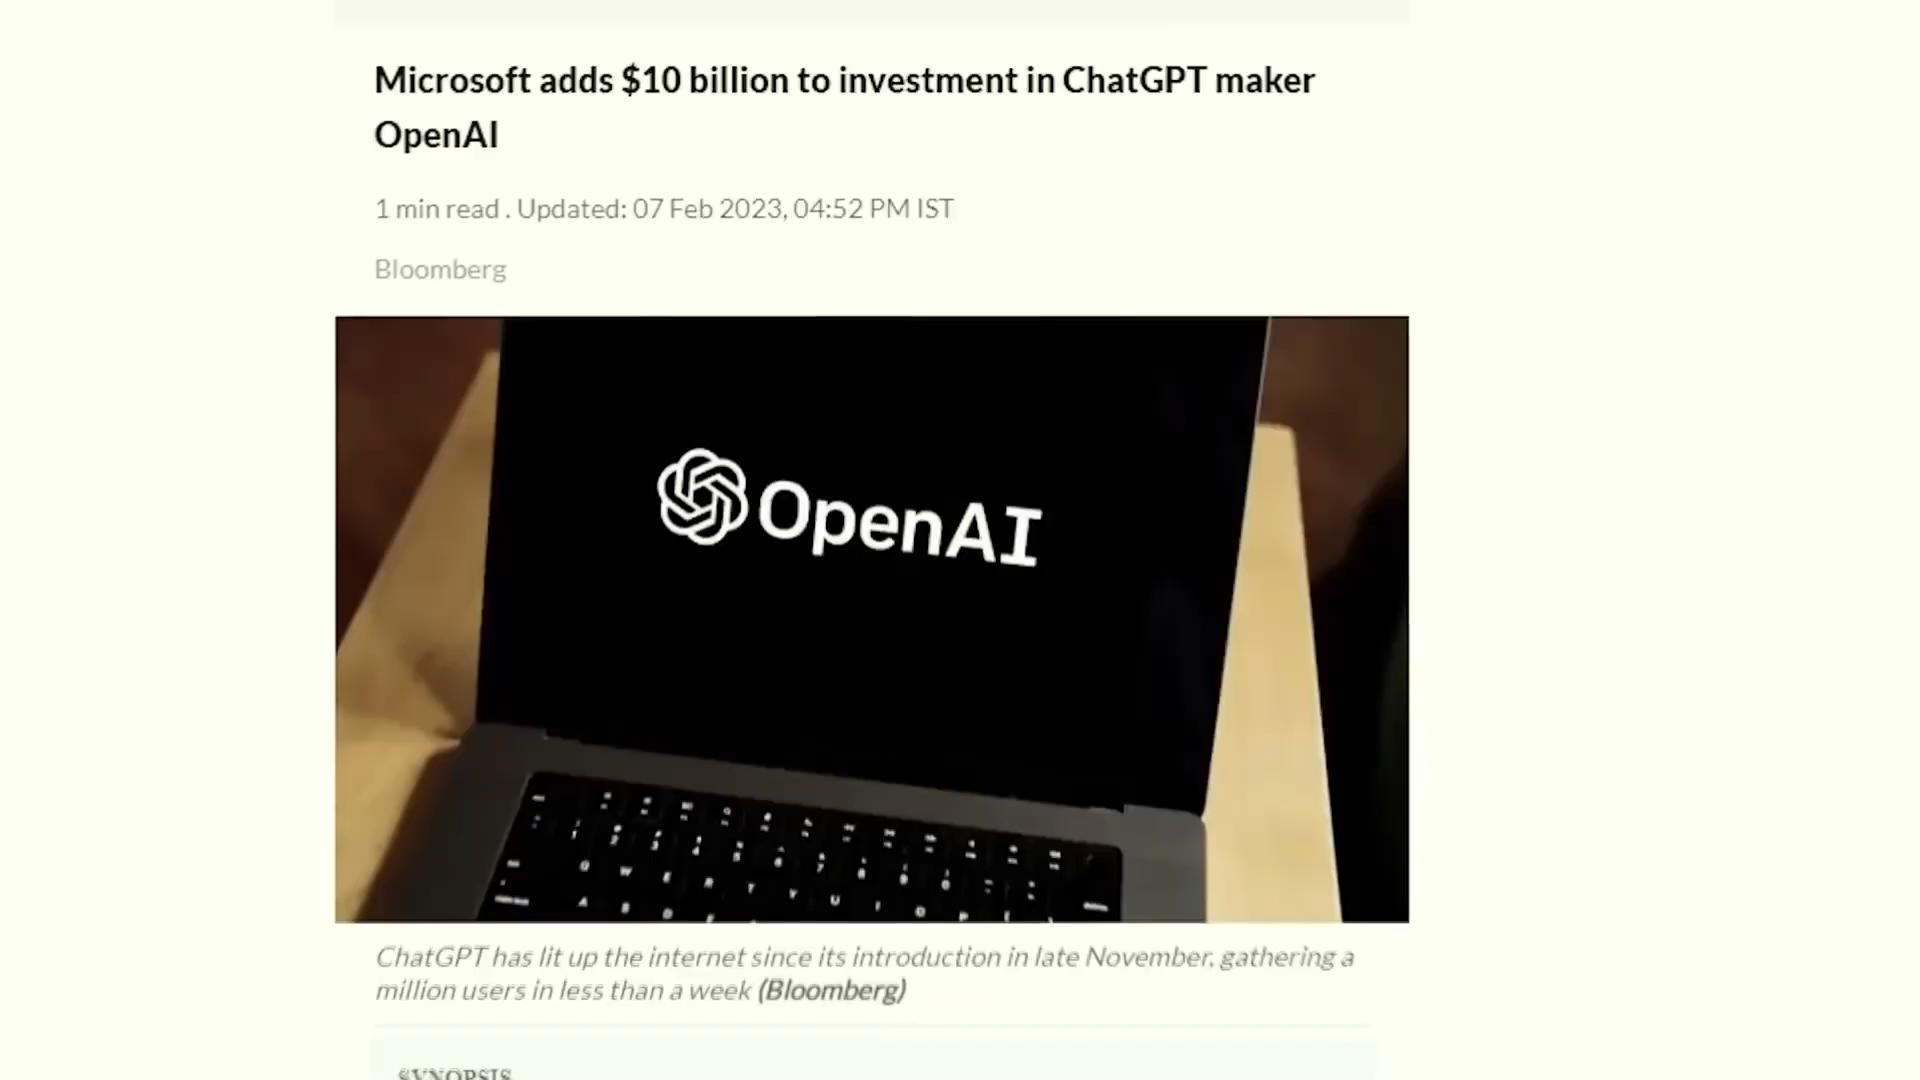 Microsoft adds $10 billion to investment in ChatGPT maker
OpenAI
1 min read . Updated: 07 Feb 2023, 04:52 PM IST
Bloomberg
OpenAI
Q W E R T Y U I O P
A S D F
ChatGPT has lit up the internet since its introduction in late November, gathering a
million users in less than a week (Bloomberg)
SYNOPSIS